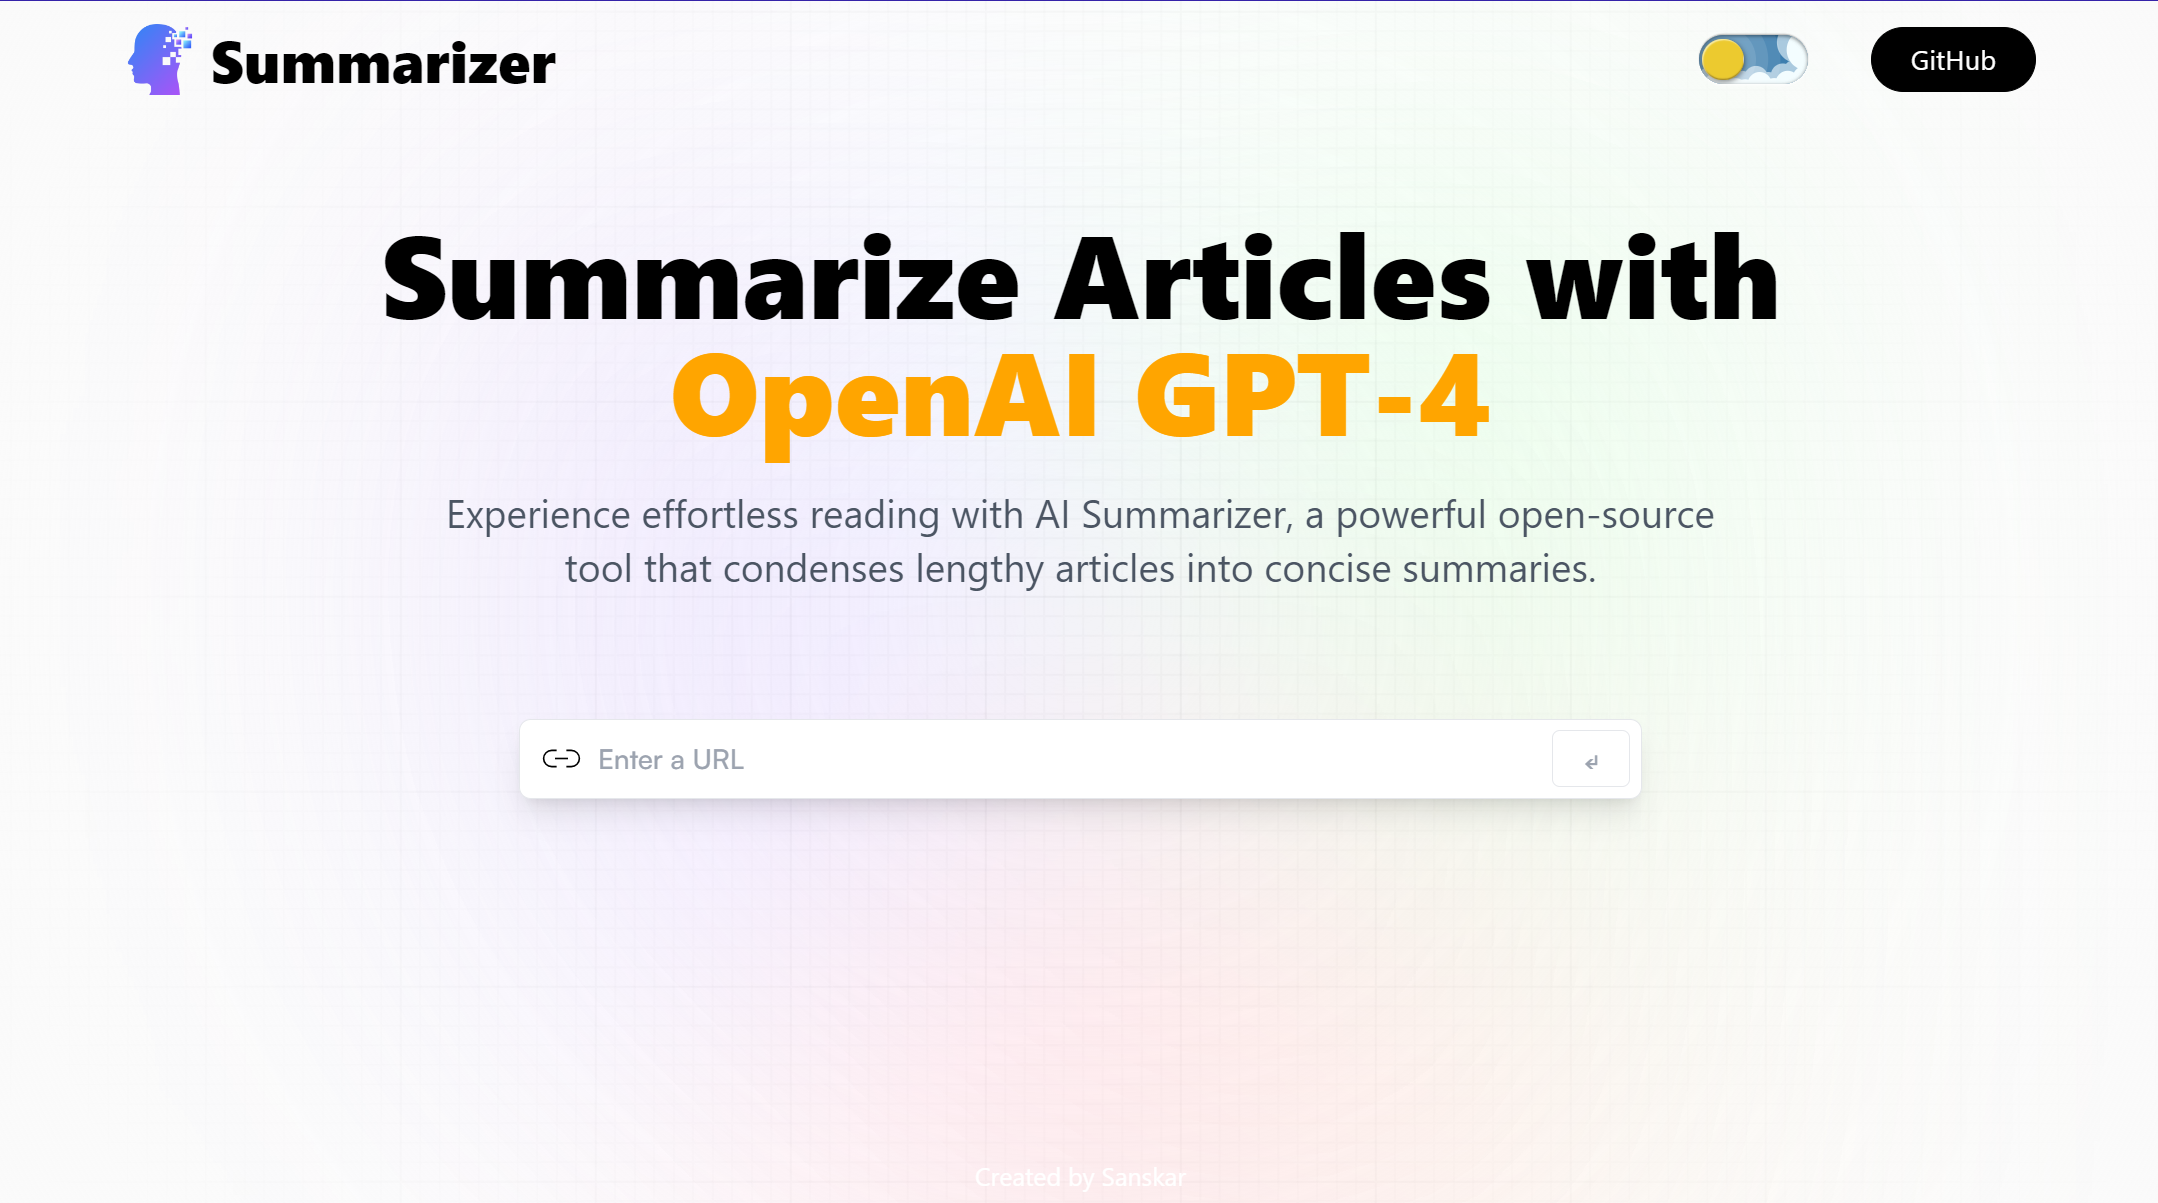 Summarizer
GitHub
Summarize Articles with
OpenAI GPT-4
Experience effortless reading with AI Summarizer, a powerful open-source
tool that condenses lengthy articles into concise summaries.
Enter a URL
↵
Created by Sanskar